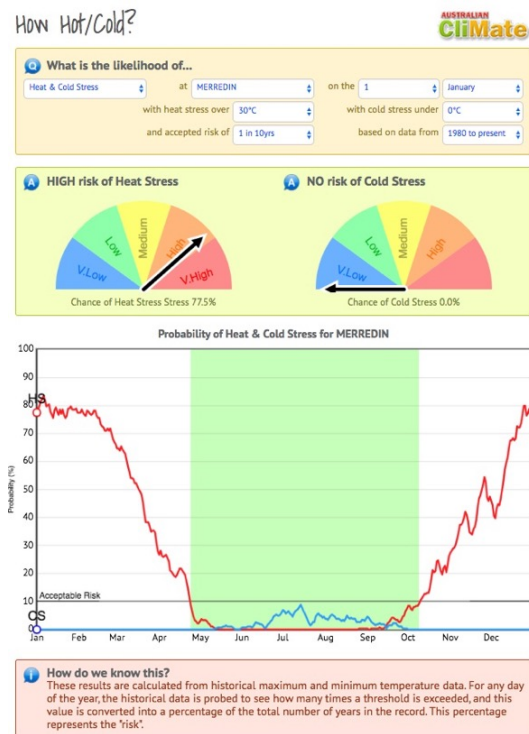 How Hot/Cold?
AUSTRALIAN
CliMate
Q What is the likelihood of...
Heat & Cold Stress at MERREDIN on the 1 January
with heat stress over 30°C with cold stress under 0°C
and accepted risk of 1 in 10yrs based on data from 1980 to present
A HIGH risk of Heat Stress
V.Low Low Medium High V.High
Chance of Heat Stress Stress 77.5%
A NO risk of Cold Stress
V.Low Low Medium High
Chance of Cold Stress 0.0%
Probability of Heat & Cold Stress for MERREDIN
Probability (%)
100
90
80
HS
70
60
50
40
30
20
Acceptable Risk
10
CS
0
Jan Feb Mar Apr May Jun Jul Aug Sep Oct Nov Dec
i How do we know this?
These results are calculated from historical maximum and minimum temperature data. For any day
of the year, the historical data is probed to see how many times a threshold is exceeded, and this
value is converted into a percentage of the total number of years in the record. This percentage
represents the "risk".